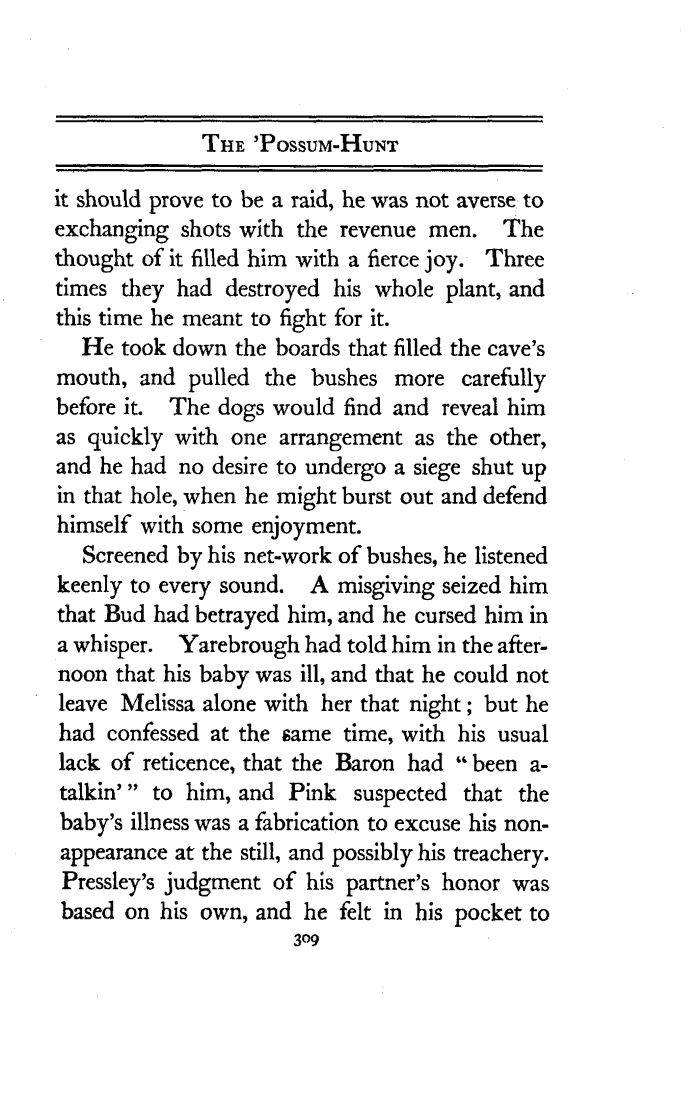 The 'Possum-Hunt
it should prove to be a raid, he was not averse to
exchanging shots with the revenue men. The
thought of it filled him with a fierce joy. Three
times they had destroyed his whole plant, and
this time he meant to fight for it.
He took down the boards that filled the cave's
mouth, and pulled the bushes more carefully
before it. The dogs would find and reveal him
as quickly with one arrangement as the other,
and he had no desire to undergo a siege shut up
in that hole, when he might burst out and defend
himself with some enjoyment.
Screened by his net-work of bushes, he listened
keenly to every sound. A misgiving seized him
that Bud had betrayed him, and he cursed him in
a whisper. Yarebrough had told him in the after-
noon that his baby was ill, and that he could not
leave Melissa alone with her that night; but he
had confessed at the same time, with his usual
lack of reticence, that the Baron had "been a-
talkin'" to him, and Pink suspected that the
baby's illness was a fabrication to excuse his non-
appearance at the still, and possibly his treachery.
Pressley's judgment of his partner's honor was
based on his own, and he felt in his pocket to
309